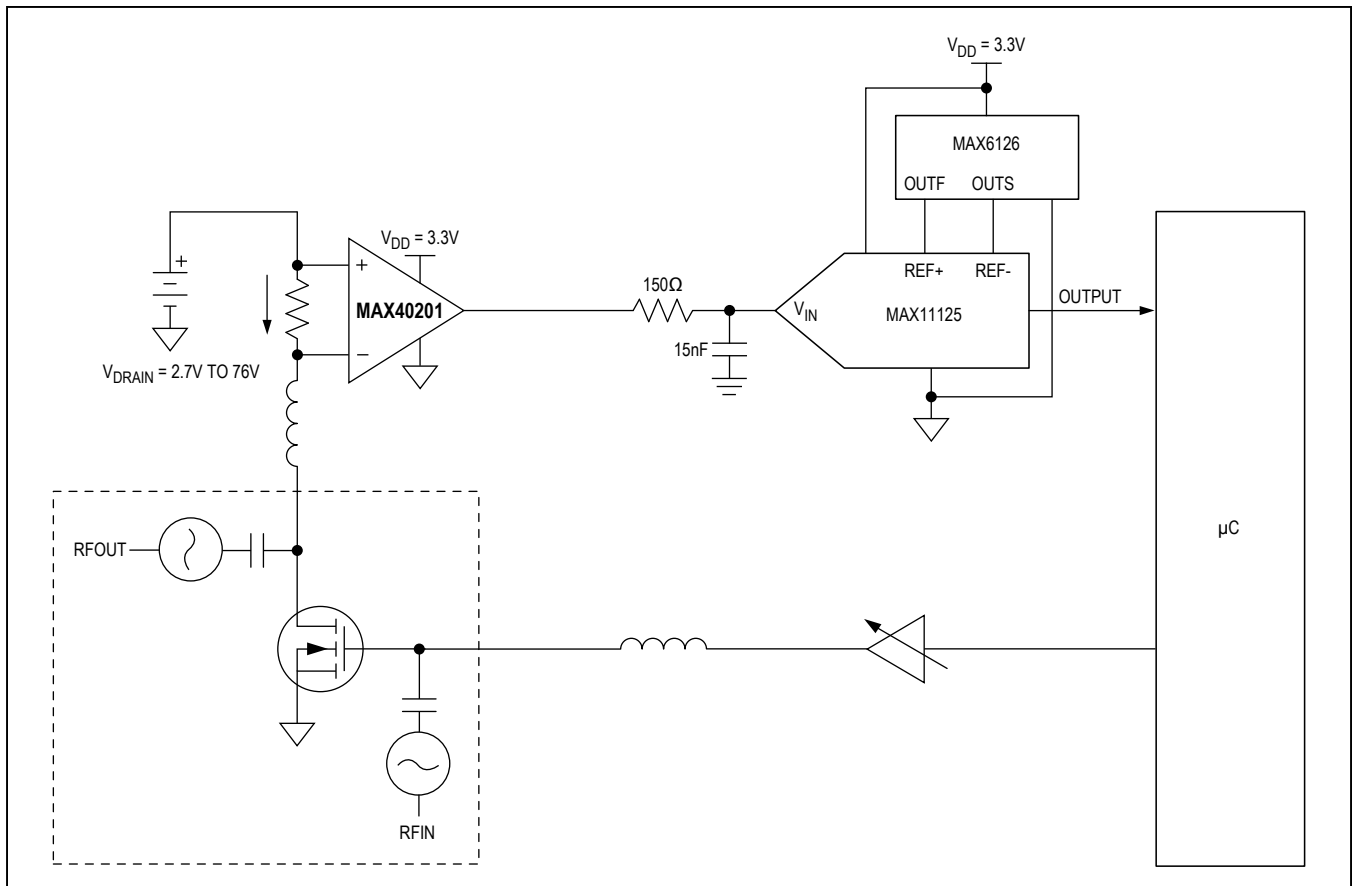 V_DD = 3.3V
MAX6126
OUTF OUTS
V_DD = 3.3V
+
+
MAX40201
−
V_DRAIN = 2.7V TO 76V
150Ω
15nF
REF+ REF-
V_IN
MAX11125
OUTPUT
µC
RFOUT
RFIN